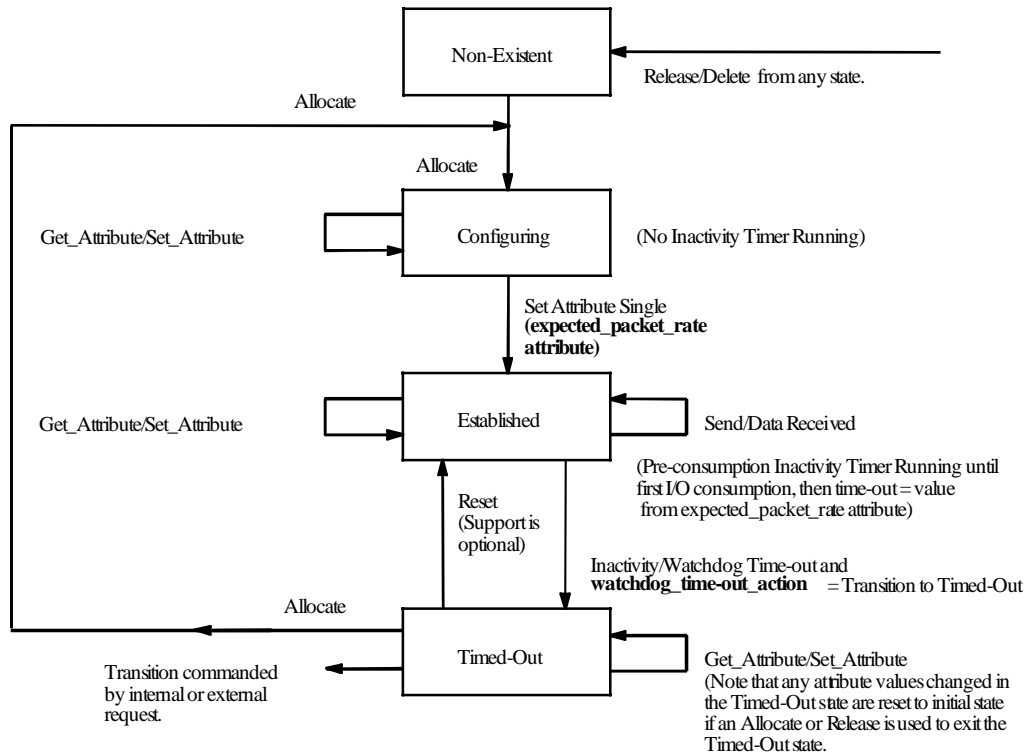 Non-Existent
Release/Delete from any state.
Allocate
Allocate
Get_Attribute/Set_Attribute
Configuring
(No Inactivity Timer Running)
Set Attribute Single
(expected_packet_rate
attribute)
Get_Attribute/Set_Attribute
Established
Send/Data Received
(Pre-consumption Inactivity Timer Running until
first I/O consumption, then time-out = value
from expected_packet_rate attribute)
Reset
(Support is
optional)
Inactivity/Watchdog Time-out and
watchdog_time-out_action = Transition to Timed-Out
Allocate
Timed-Out
Transition commanded
by internal or external
request.
Get_Attribute/Set_Attribute
(Note that any attribute values changed in
the Timed-Out state are reset to initial state
if an Allocate or Release is used to exit the
Timed-Out state.